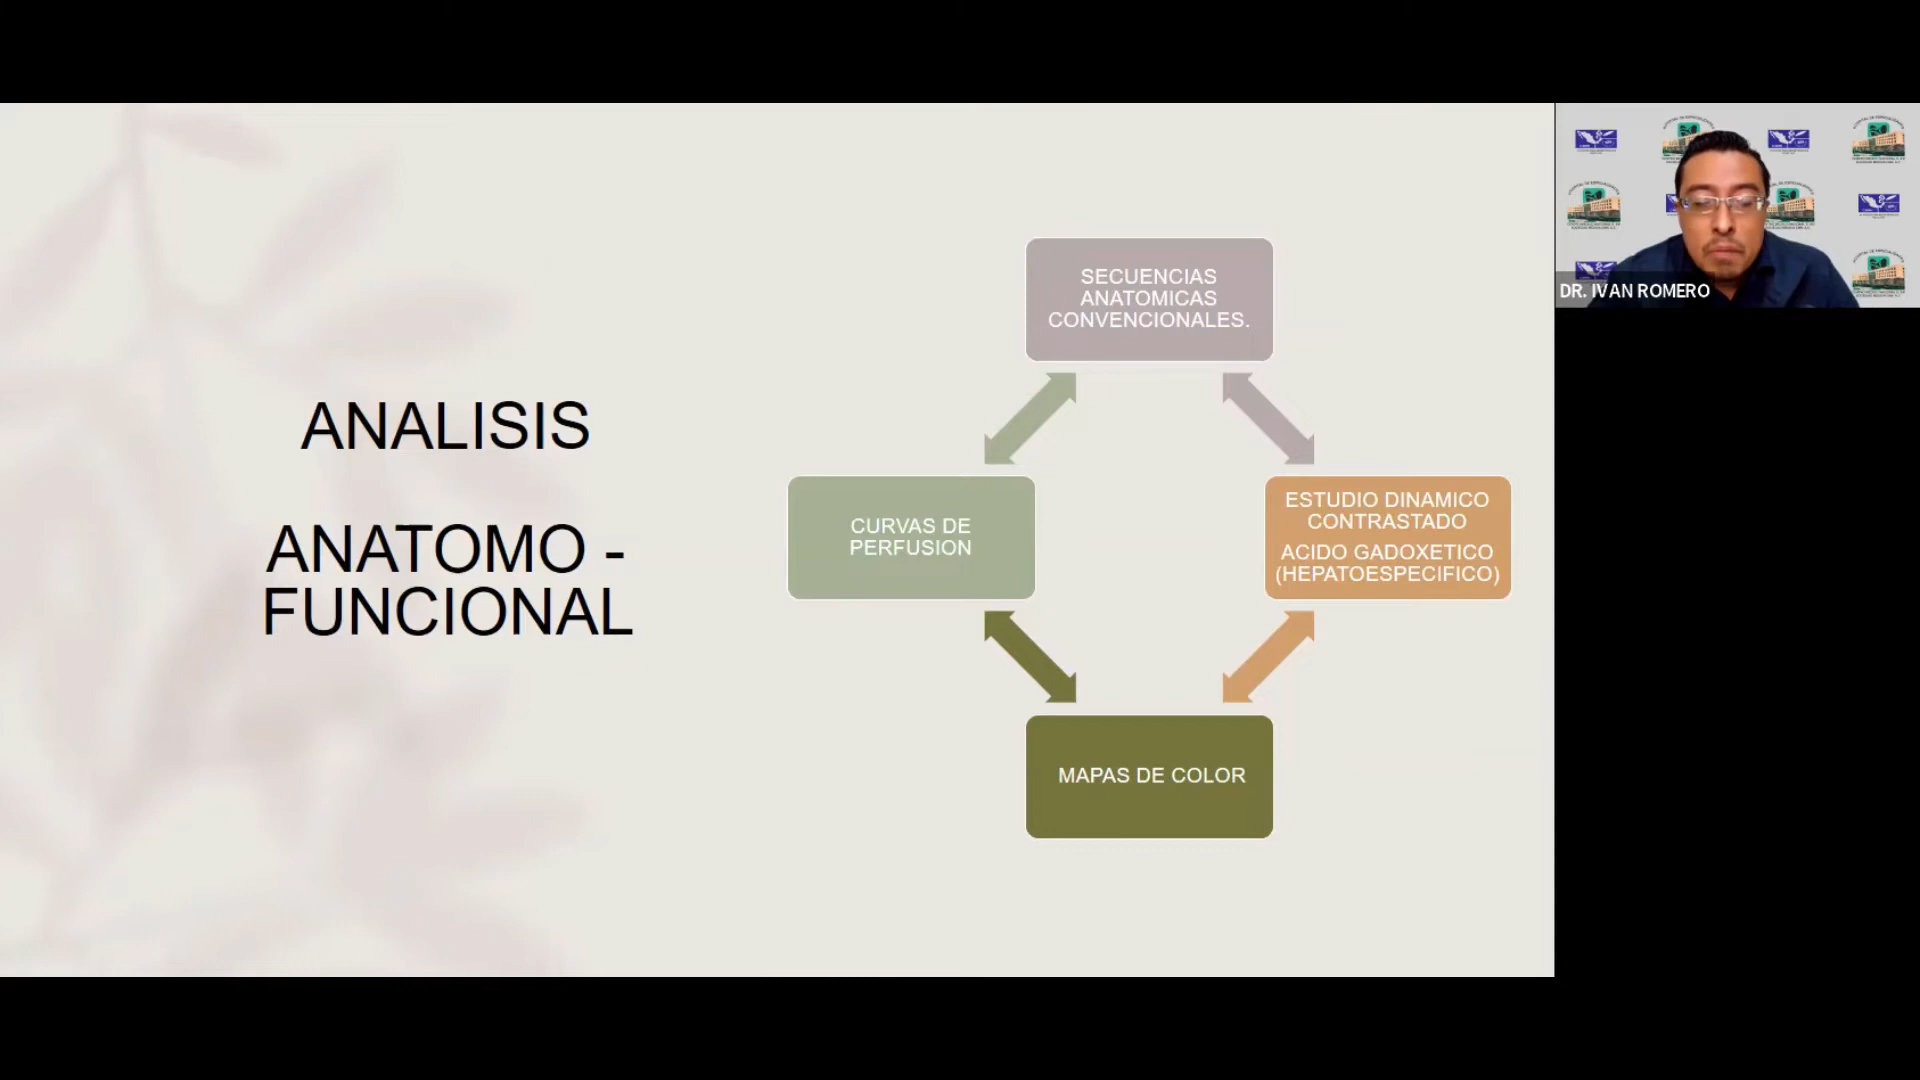 ANALISIS
ANATOMO -
FUNCIONAL
SECUENCIAS
ANATOMICAS
CONVENCIONALES.
CURVAS DE
PERFUSION
ESTUDIO DINAMICO
CONTRASTADO
ACIDO GADOXETICO
(HEPATOESPECIFICO)
MAPAS DE COLOR
DR. IVAN ROMERO